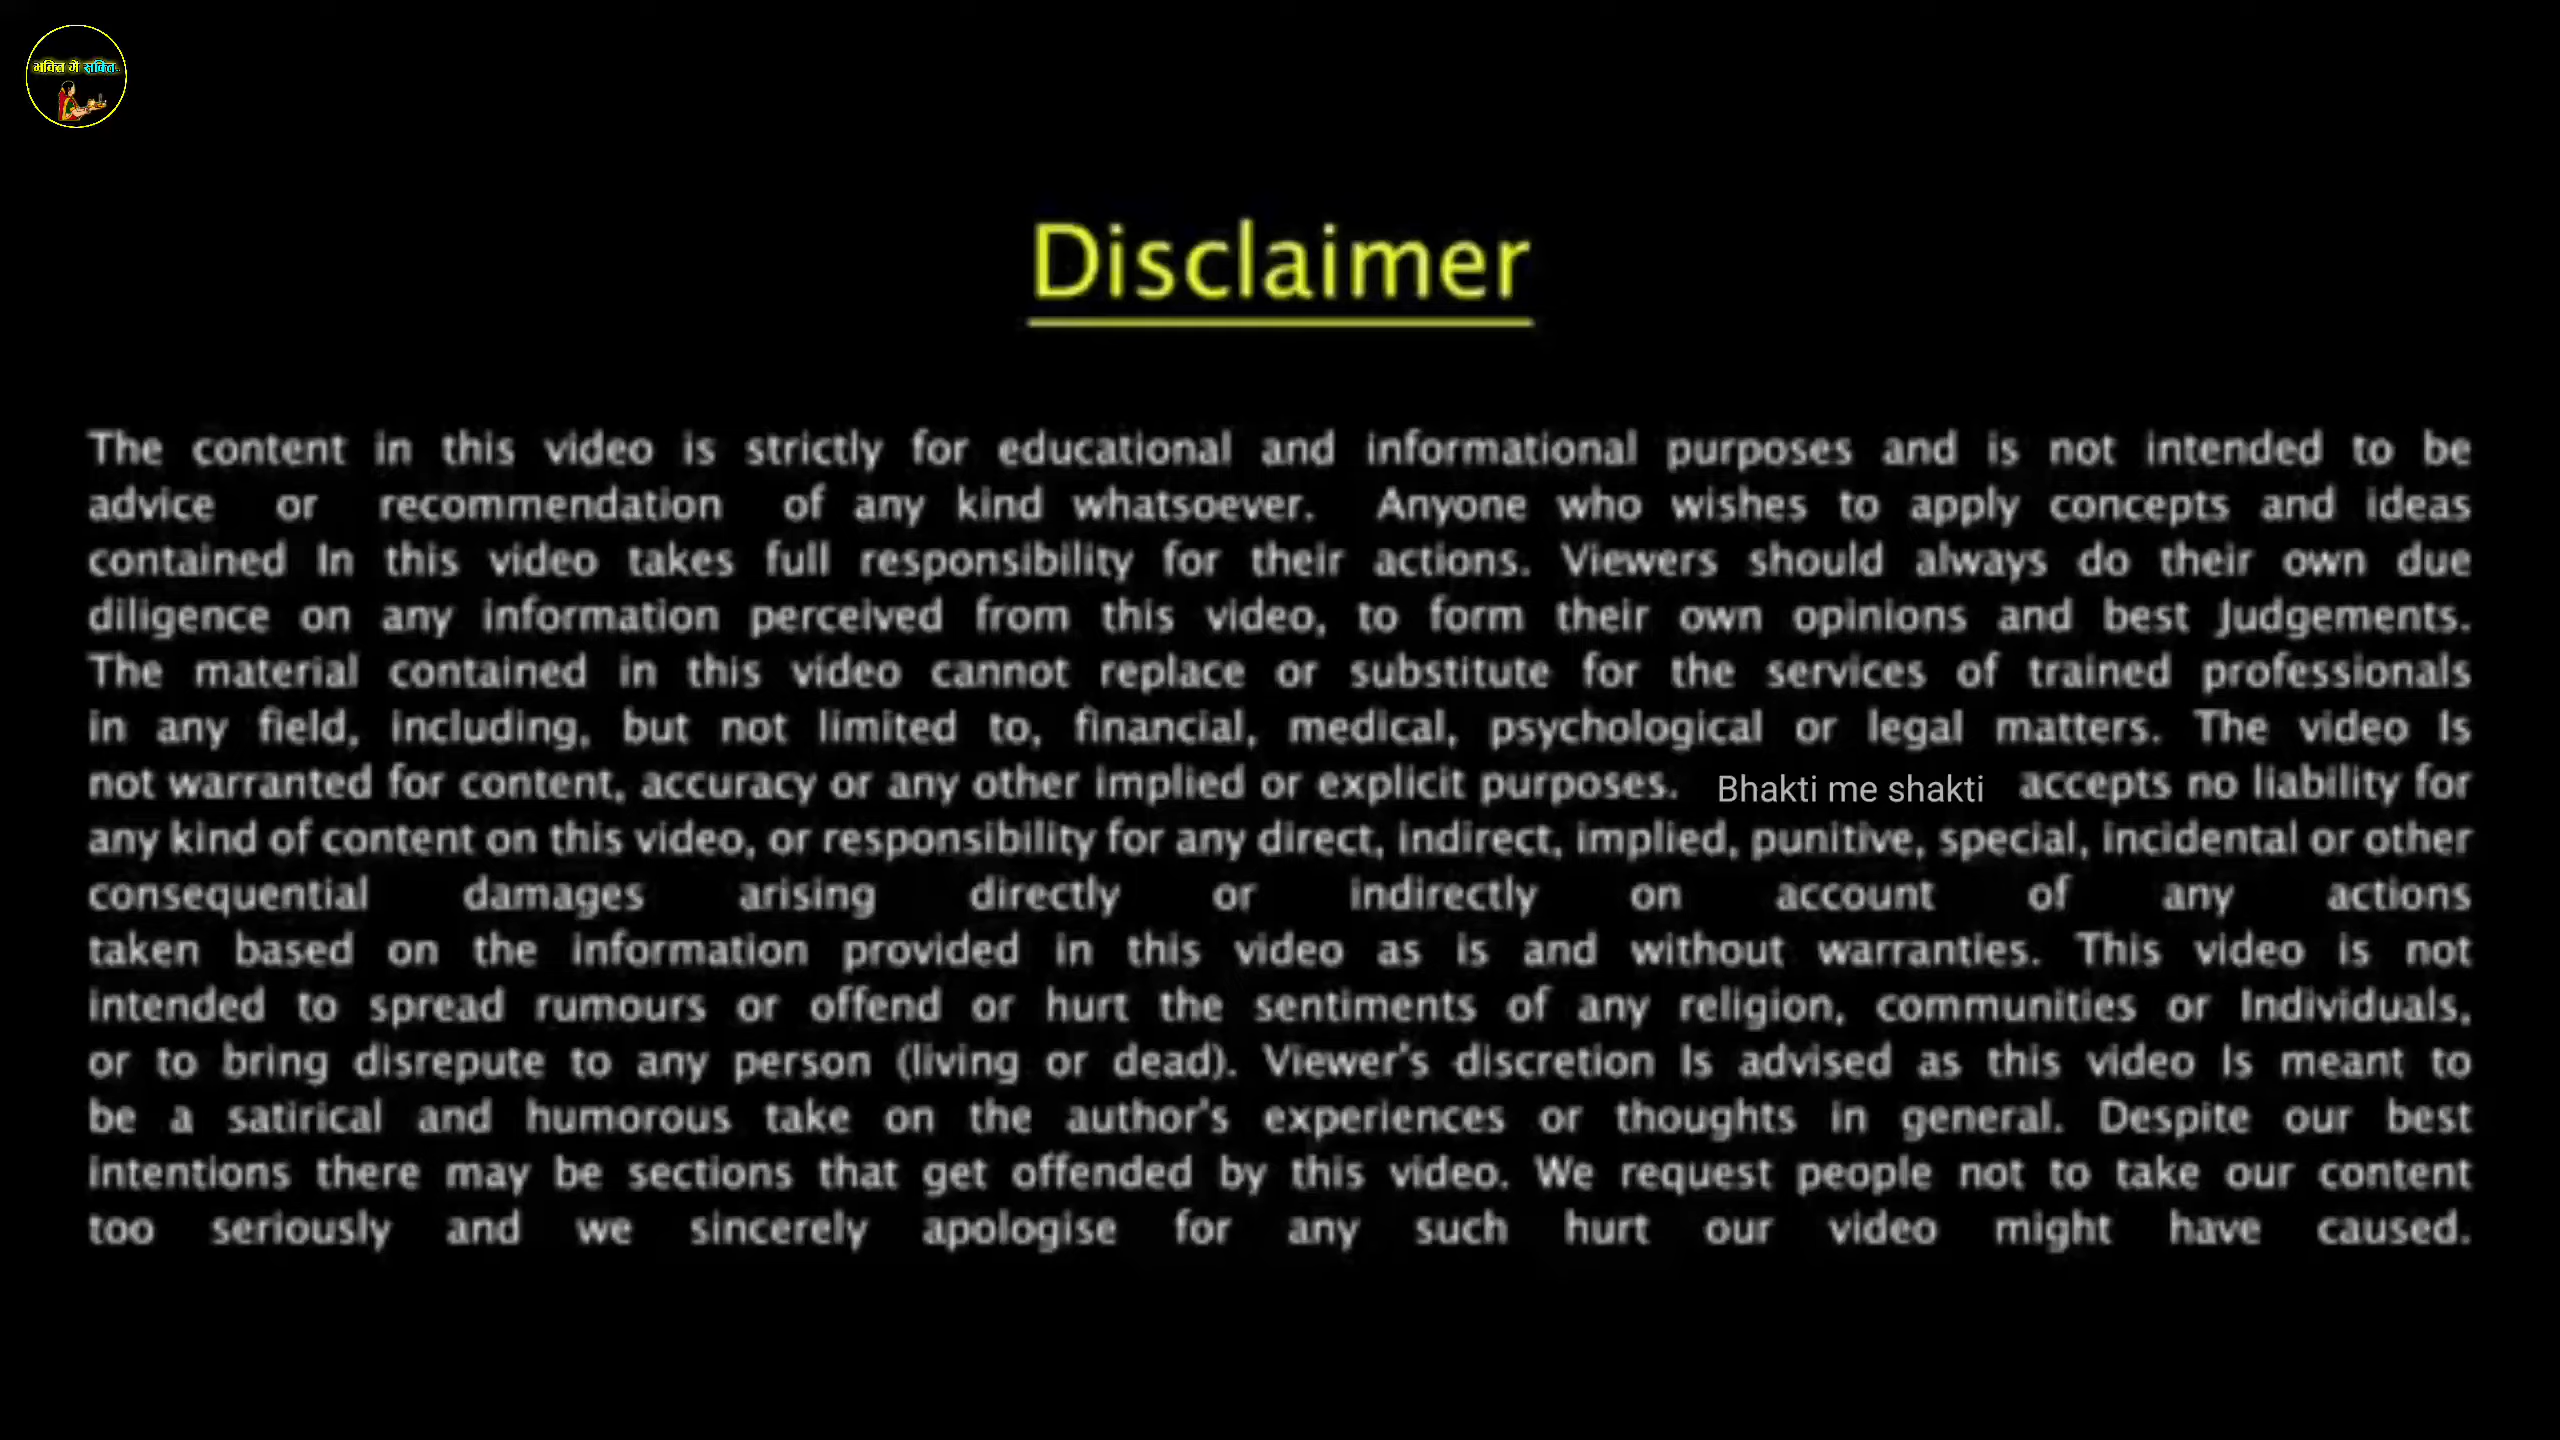 भक्ति मे सक्ति
Disclaimer
The content in this video is strictly for educational and informational purposes and is not intended to be
advice or recommendation of any kind whatsoever. Anyone who wishes to apply concepts and ideas
contained In this video takes full responsibility for their actions. Viewers should always do their own due
diligence on any information perceived from this video, to form their own opinions and best Judgements.
The material contained in this video cannot replace or substitute for the services of trained professionals
in any field, including, but not limited to, financial, medical, psychological or legal matters. The video Is
not warranted for content, accuracy or any other implied or explicit purposes. Bhakti me shakti accepts no liability for
any kind of content on this video, or responsibility for any direct, indirect, implied, punitive, special, incidental or other
consequential damages arising directly or indirectly on account of any actions
taken based on the information provided in this video as is and without warranties. This video is not
intended to spread rumours or offend or hurt the sentiments of any religion, communities or Individuals,
or to bring disrepute to any person (living or dead). Viewer's discretion Is advised as this video Is meant to
be a satirical and humorous take on the author's experiences or thoughts in general. Despite our best
intentions there may be sections that get offended by this video. We request people not to take our content
too seriously and we sincerely apologise for any such hurt our video might have caused.